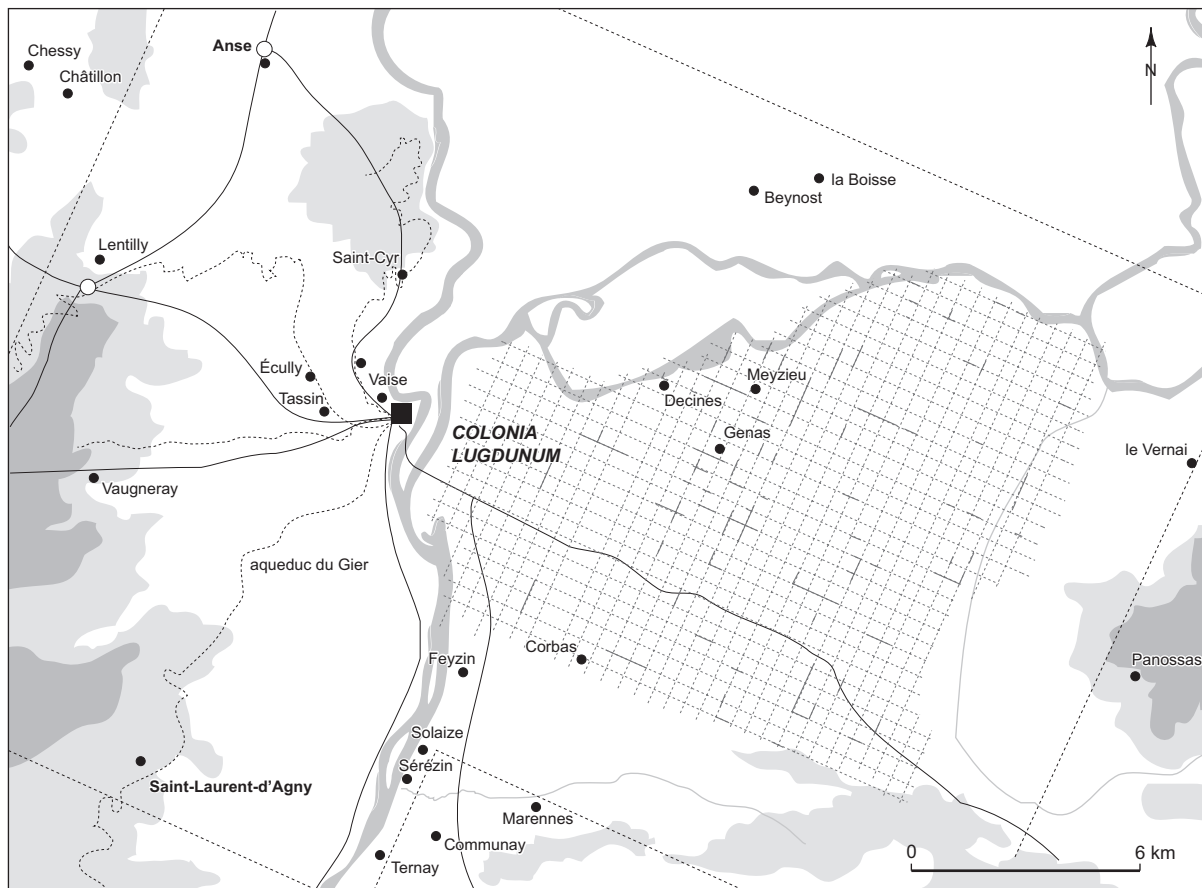 Chessy
Châtillon
Anse
N
la Boisse
Beynost
Lentilly
Saint-Cyr
Écully
Vaise
Tassin
Decines
Meyzieu
COLONIA
LUGDUNUM
Genas
le Vernai
Vaugneray
aqueduc du Gier
Feyzin
Corbas
Panossas
Solaize
Sérézin
Saint-Laurent-d'Agny
Marennes
Communay
Ternay
0
6 km